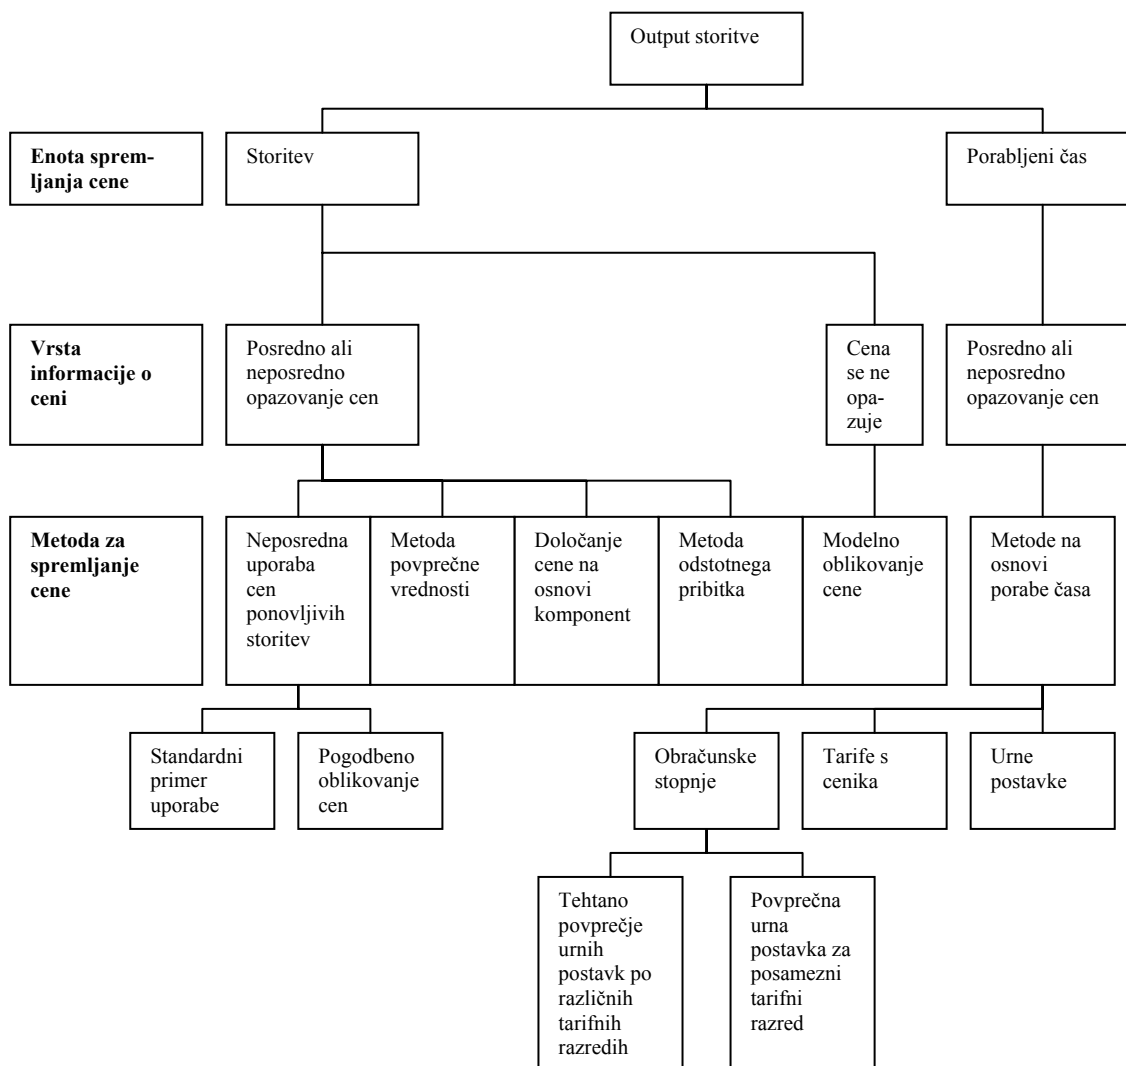 Output storitve
Enota sprem-
ljanja cene
Storitev
Porabljeni čas
Vrsta
informacije o
ceni
Posredno ali
neposredno
opazovanje cen
Cena
se ne
opa-
zuje
Posredno ali
neposredno
opazovanje cen
Metoda za
spremljanje
cene
Neposredna
uporaba
cen
ponovljivih
storitev
Metoda
povprečne
vrednosti
Določanje
cene na
osnovi
komponent
Metoda
odstotnega
pribitka
Modelno
oblikovanje
cene
Metode na
osnovi
porabe časa
Standardni
primer
uporabe
Pogodbeno
oblikovanje
cen
Obračunske
stopnje
Tarife s
cenika
Urne
postavke
Tehtano
povprečje
urnih
postavk po
različnih
tarifnih
razredih
Povprečna
urna
postavka za
posamezni
tarifni
razred